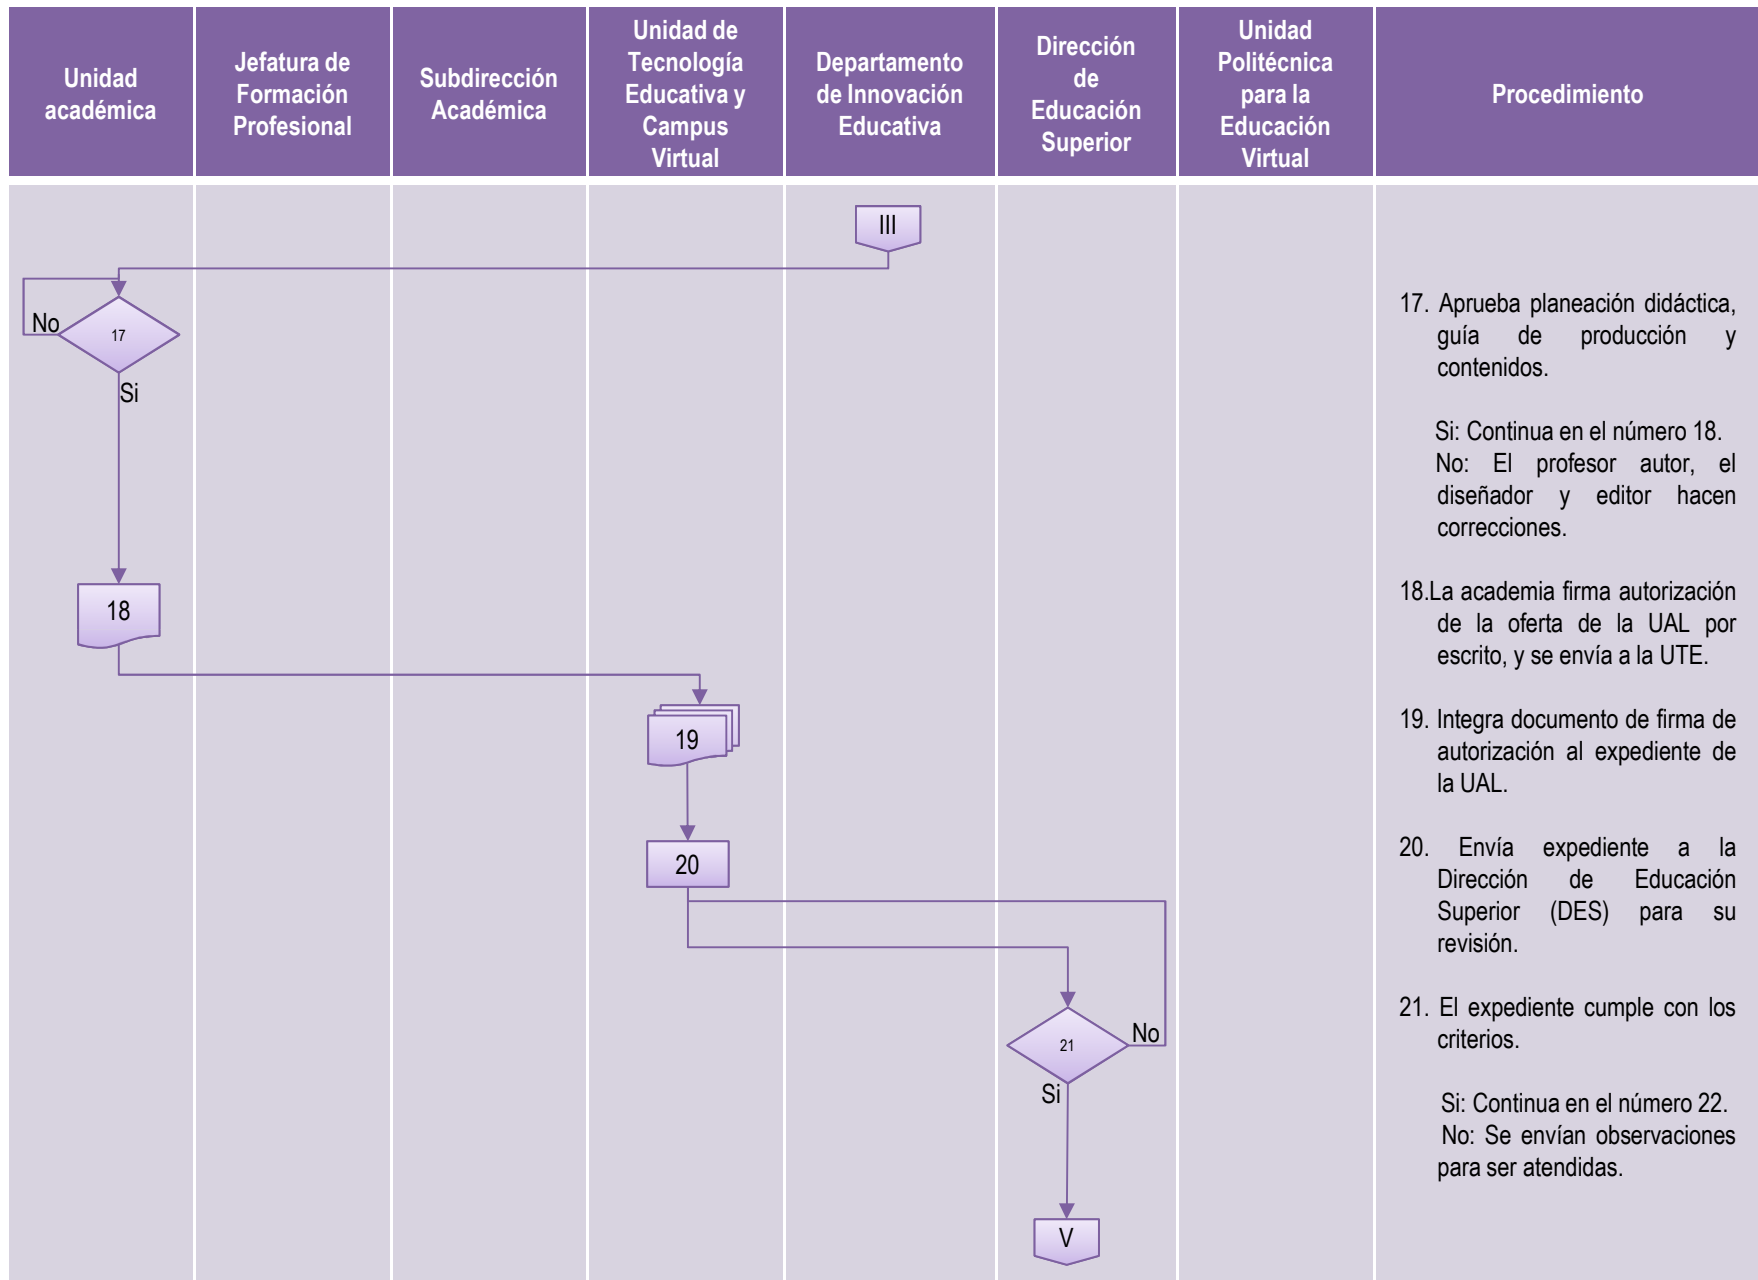 Unidad
académica
Jefatura de
Formación
Profesional
Subdirección
Académica
Unidad de
Tecnología
Educativa y
Campus
Virtual
Departamento
de Innovación
Educativa
Dirección
de
Educación
Superior
Unidad
Politécnica
para la
Educación
Virtual
Procedimiento
III
No
17
Si
18
19
20
21
No
Si
V
17. Aprueba planeación didáctica,
guía de producción y
contenidos.
Si: Continua en el número 18.
No: El profesor autor, el
diseñador y editor hacen
correcciones.
18.La academia firma autorización
de la oferta de la UAL por
escrito, y se envía a la UTE.
19. Integra documento de firma de
autorización al expediente de
la UAL.
20. Envía expediente a la
Dirección de Educación
Superior (DES) para su
revisión.
21. El expediente cumple con los
criterios.
Si: Continua en el número 22.
No: Se envían observaciones
para ser atendidas.